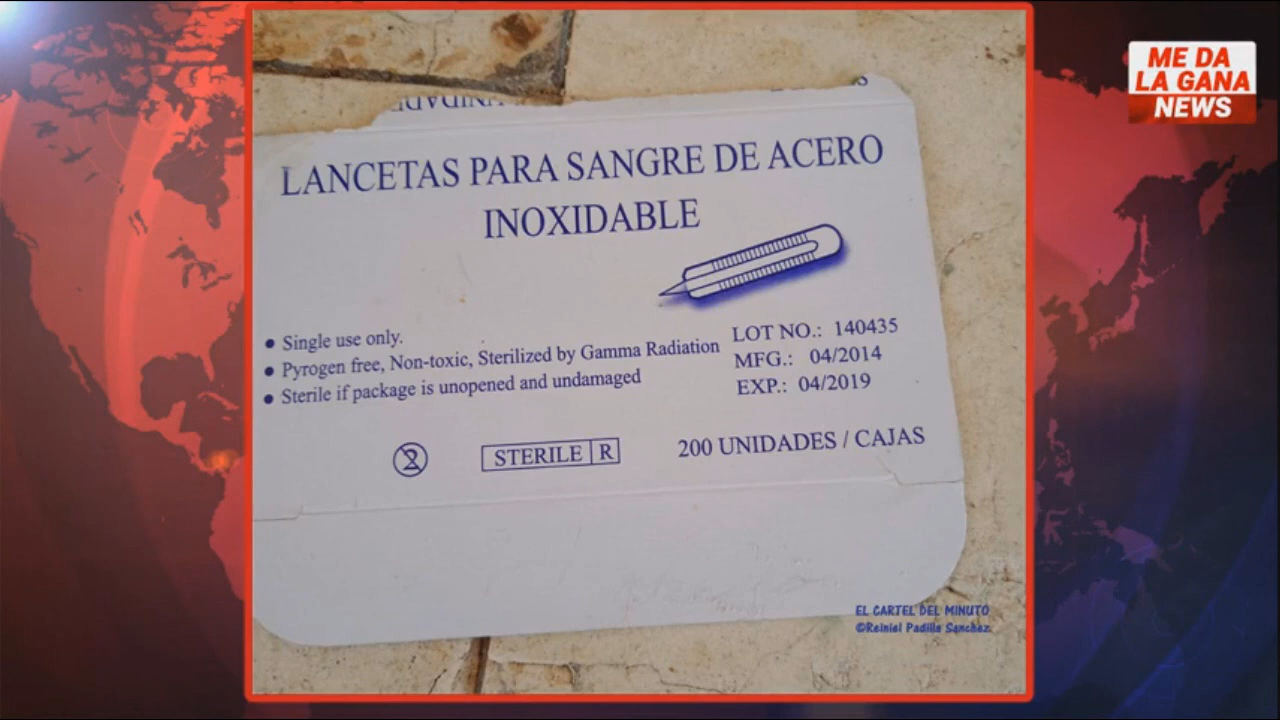 ME DA
LA GANA
NEWS
LANCETAS PARA SANGRE DE ACERO
INOXIDABLE
• Single use only.
• Pyrogen free, Non-toxic, Sterilized by Gamma Radiation
• Sterile if package is unopened and undamaged
LOT NO.: 140435
MFG.: 04/2014
EXP.: 04/2019
2
STERILE R
200 UNIDADES / CAJAS
EL CARTEL DEL MINUTO
©Reiniel Padilla Sanchez